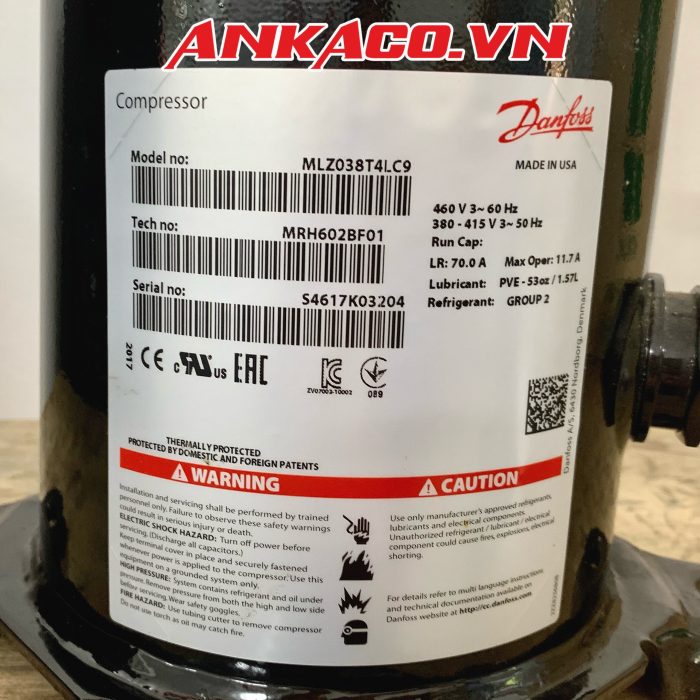 ANKACO.VN
Compressor
Danfoss
MADE IN USA
Model no: MLZ038T4LC9
Tech no: MRH602BF01
Serial no: S4617K03204
460 V 3~ 60 Hz
380 - 415 V 3~ 50 Hz
Run Cap:
LR: 70.0 A Max Oper: 11.7 A
Lubricant: PVE - 53oz / 1.57L
Refrigerant: GROUP 2
2017
CE c UR us EAC
ZV07003-10002
089
Danfoss A/S, 6430 Nordborg, Denmark
THERMALLY PROTECTED
PROTECTED BY DOMESTIC AND FOREIGN PATENTS
WARNING
Installation and servicing shall be performed by trained
personnel only. Failure to observe these safety warnings
could result in serious injury or death.
ELECTRIC SHOCK HAZARD: Turn off power before
servicing. (Discharge all capacitors.)
Keep terminal cover in place and securely fastened
whenever power is applied to the compressor. Use this
equipment on a grounded system only.
HIGH PRESSURE: System contains refrigerant and oil under
pressure. Remove pressure from both the high and low side
before servicing. Wear safety goggles.
FIRE HAZARD: Use tubing cutter to remove compressor
Do not use torch as oil may catch fire.
CAUTION
Use only manufacturer's approved refrigerants,
lubricants and electrical components.
Unauthorized refrigerant / lubricant / electrical
component could cause fires, explosions, electrical
shorting.
For details refer to multi language instructions
and technical documentation available on
Danfoss website at http://cc.danfoss.com